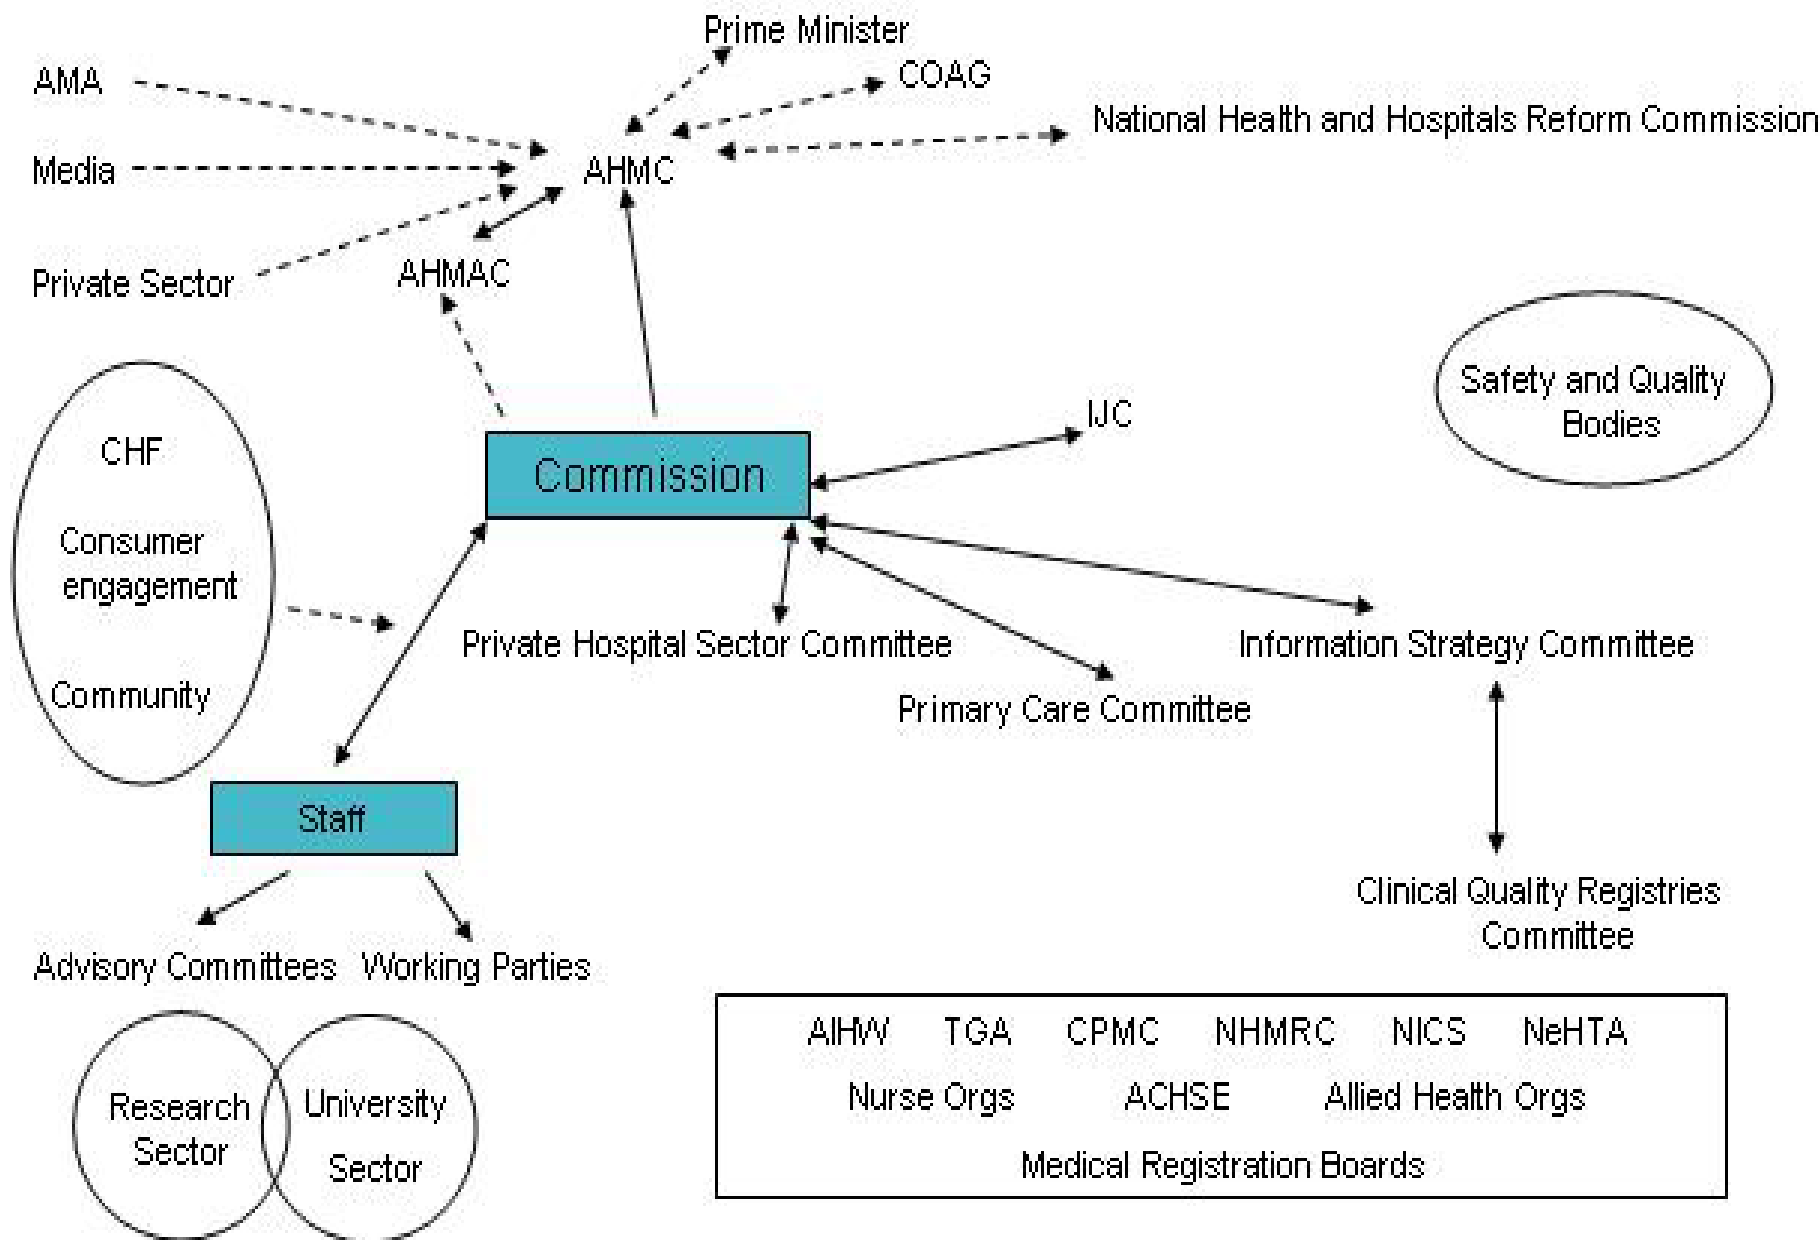 Prime Minister
AMA
COAG
National Health and Hospitals Reform Commission
Media
AHMC
Private Sector
AHMAC
Safety and Quality
Bodies
IJC
CHF
Commission
Consumer
engagement
Private Hospital Sector Committee
Information Strategy Committee
Community
Primary Care Committee
Staff
Clinical Quality Registries
Committee
Advisory Committees
Working Parties
AIHW TGA CPMC NHMRC NICS NeHTA
Nurse Orgs ACHSE Allied Health Orgs
Medical Registration Boards
Research
Sector
University
Sector